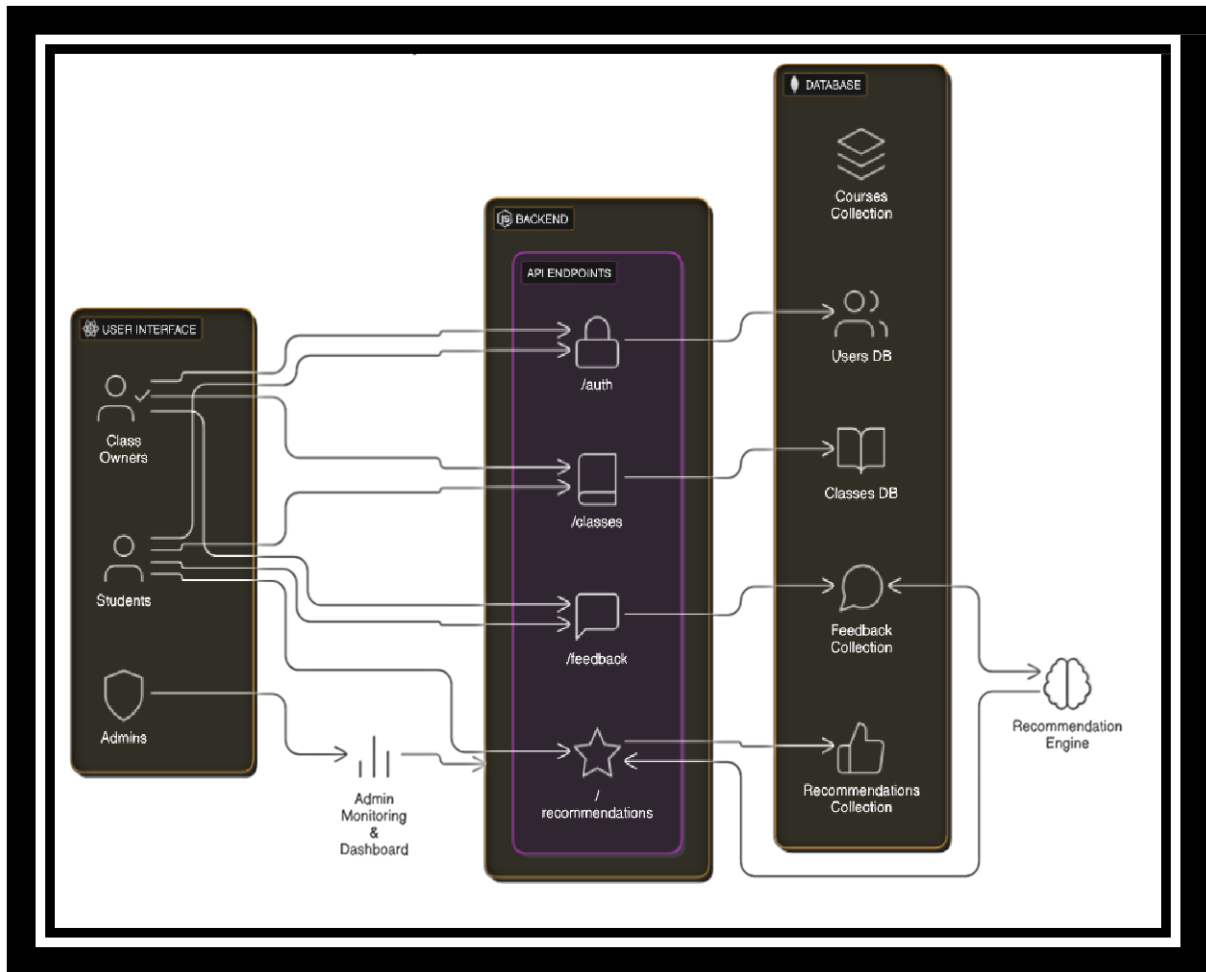 DATABASE
Courses
Collection
JS BACKEND
API ENDPOINTS
USER INTERFACE
Class
Owners
/auth
Users DB
/classes
Classes DB
Students
/feedback
Feedback
Collection
Admins
Admin
Monitoring
&
Dashboard
/
recommendations
Recommendations
Collection
Recommendation
Engine